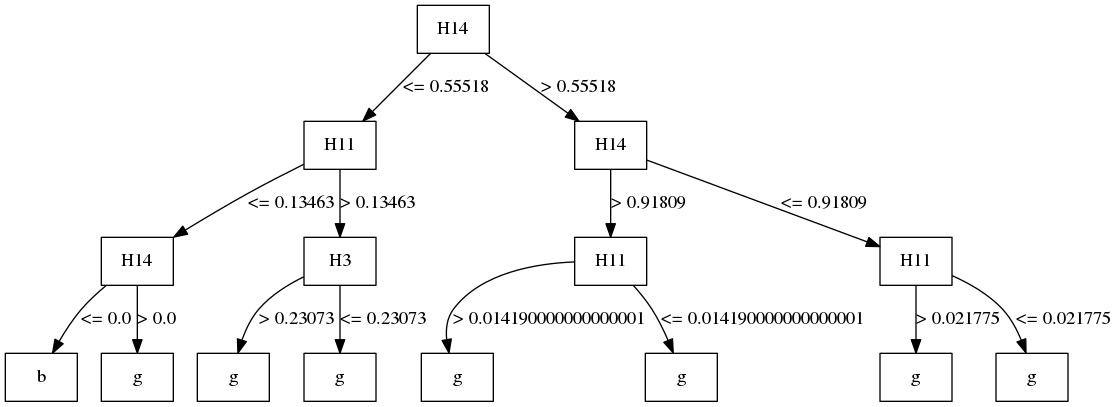 H14
<= 0.55518
> 0.55518
H11
H14
<= 0.13463
> 0.13463
> 0.91809
<= 0.91809
H14
H3
H11
H11
<= 0.0
> 0.0
> 0.23073
<= 0.23073
> 0.014190000000000001
<= 0.014190000000000001
> 0.021775
<= 0.021775
b
g
g
g
g
g
g
g